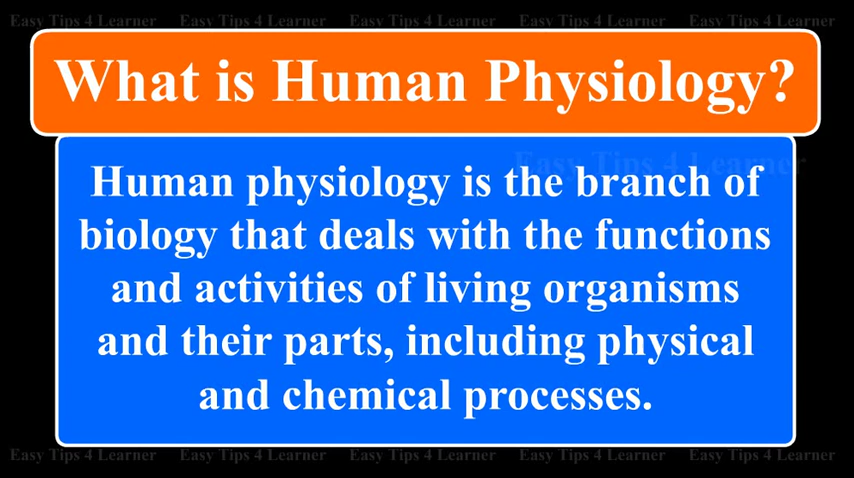 Easy Tips 4 Learner Easy Tips 4 Learner Easy Tips 4 Learner Easy Tips 4 Learner Easy Tips 4 Learner
What is Human Physiology?
Easy Tips 4 Learner
Human physiology is the branch of
biology that deals with the functions
and activities of living organisms
and their parts, including physical
and chemical processes.
Easy Tips 4 Learner Easy Tips 4 Learner Easy Tips 4 Learner Easy Tips 4 Learner Easy Tips 4 Learner